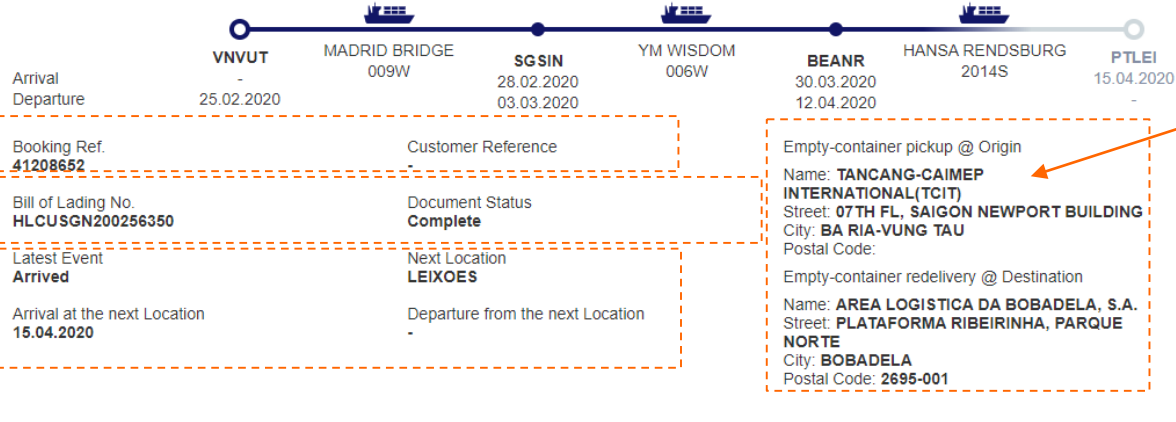 VNVUT
MADRID BRIDGE
009W
SGSIN
YM WISDOM
006W
BEANR
HANSA RENDSBURG
2014S
PTLEI
Arrival - 28.02.2020 30.03.2020 15.04.2020
Departure 25.02.2020 03.03.2020 12.04.2020 -
Booking Ref.
41208652
Customer Reference
-
Bill of Lading No.
HLCUSGN200256350
Document Status
Complete
Latest Event
Arrived
Next Location
LEIXOES
Arrival at the next Location
15.04.2020
Departure from the next Location
-
Empty-container pickup @ Origin
Name: TANCANG-CAIMEP
INTERNATIONAL(TCIT)
Street: 07TH FL, SAIGON NEWPORT BUILDING
City: BA RIA-VUNG TAU
Postal Code:
Empty-container redelivery @ Destination
Name: AREA LOGISTICA DA BOBADELA, S.A.
Street: PLATAFORMA RIBEIRINHA, PARQUE
NORTE
City: BOBADELA
Postal Code: 2695-001